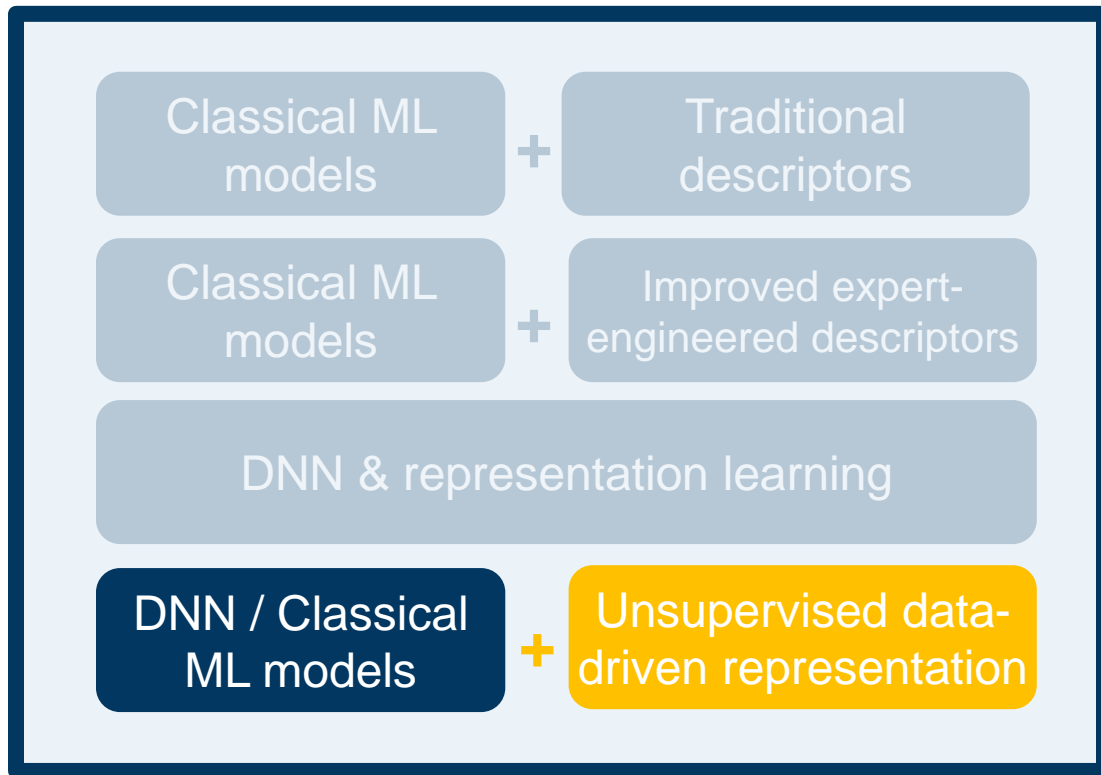 Classical ML
models
+
Traditional
descriptors
Classical ML
models
+
Improved expert-
engineered descriptors
DNN & representation learning
DNN / Classical
ML models
+
Unsupervised data-
driven representation